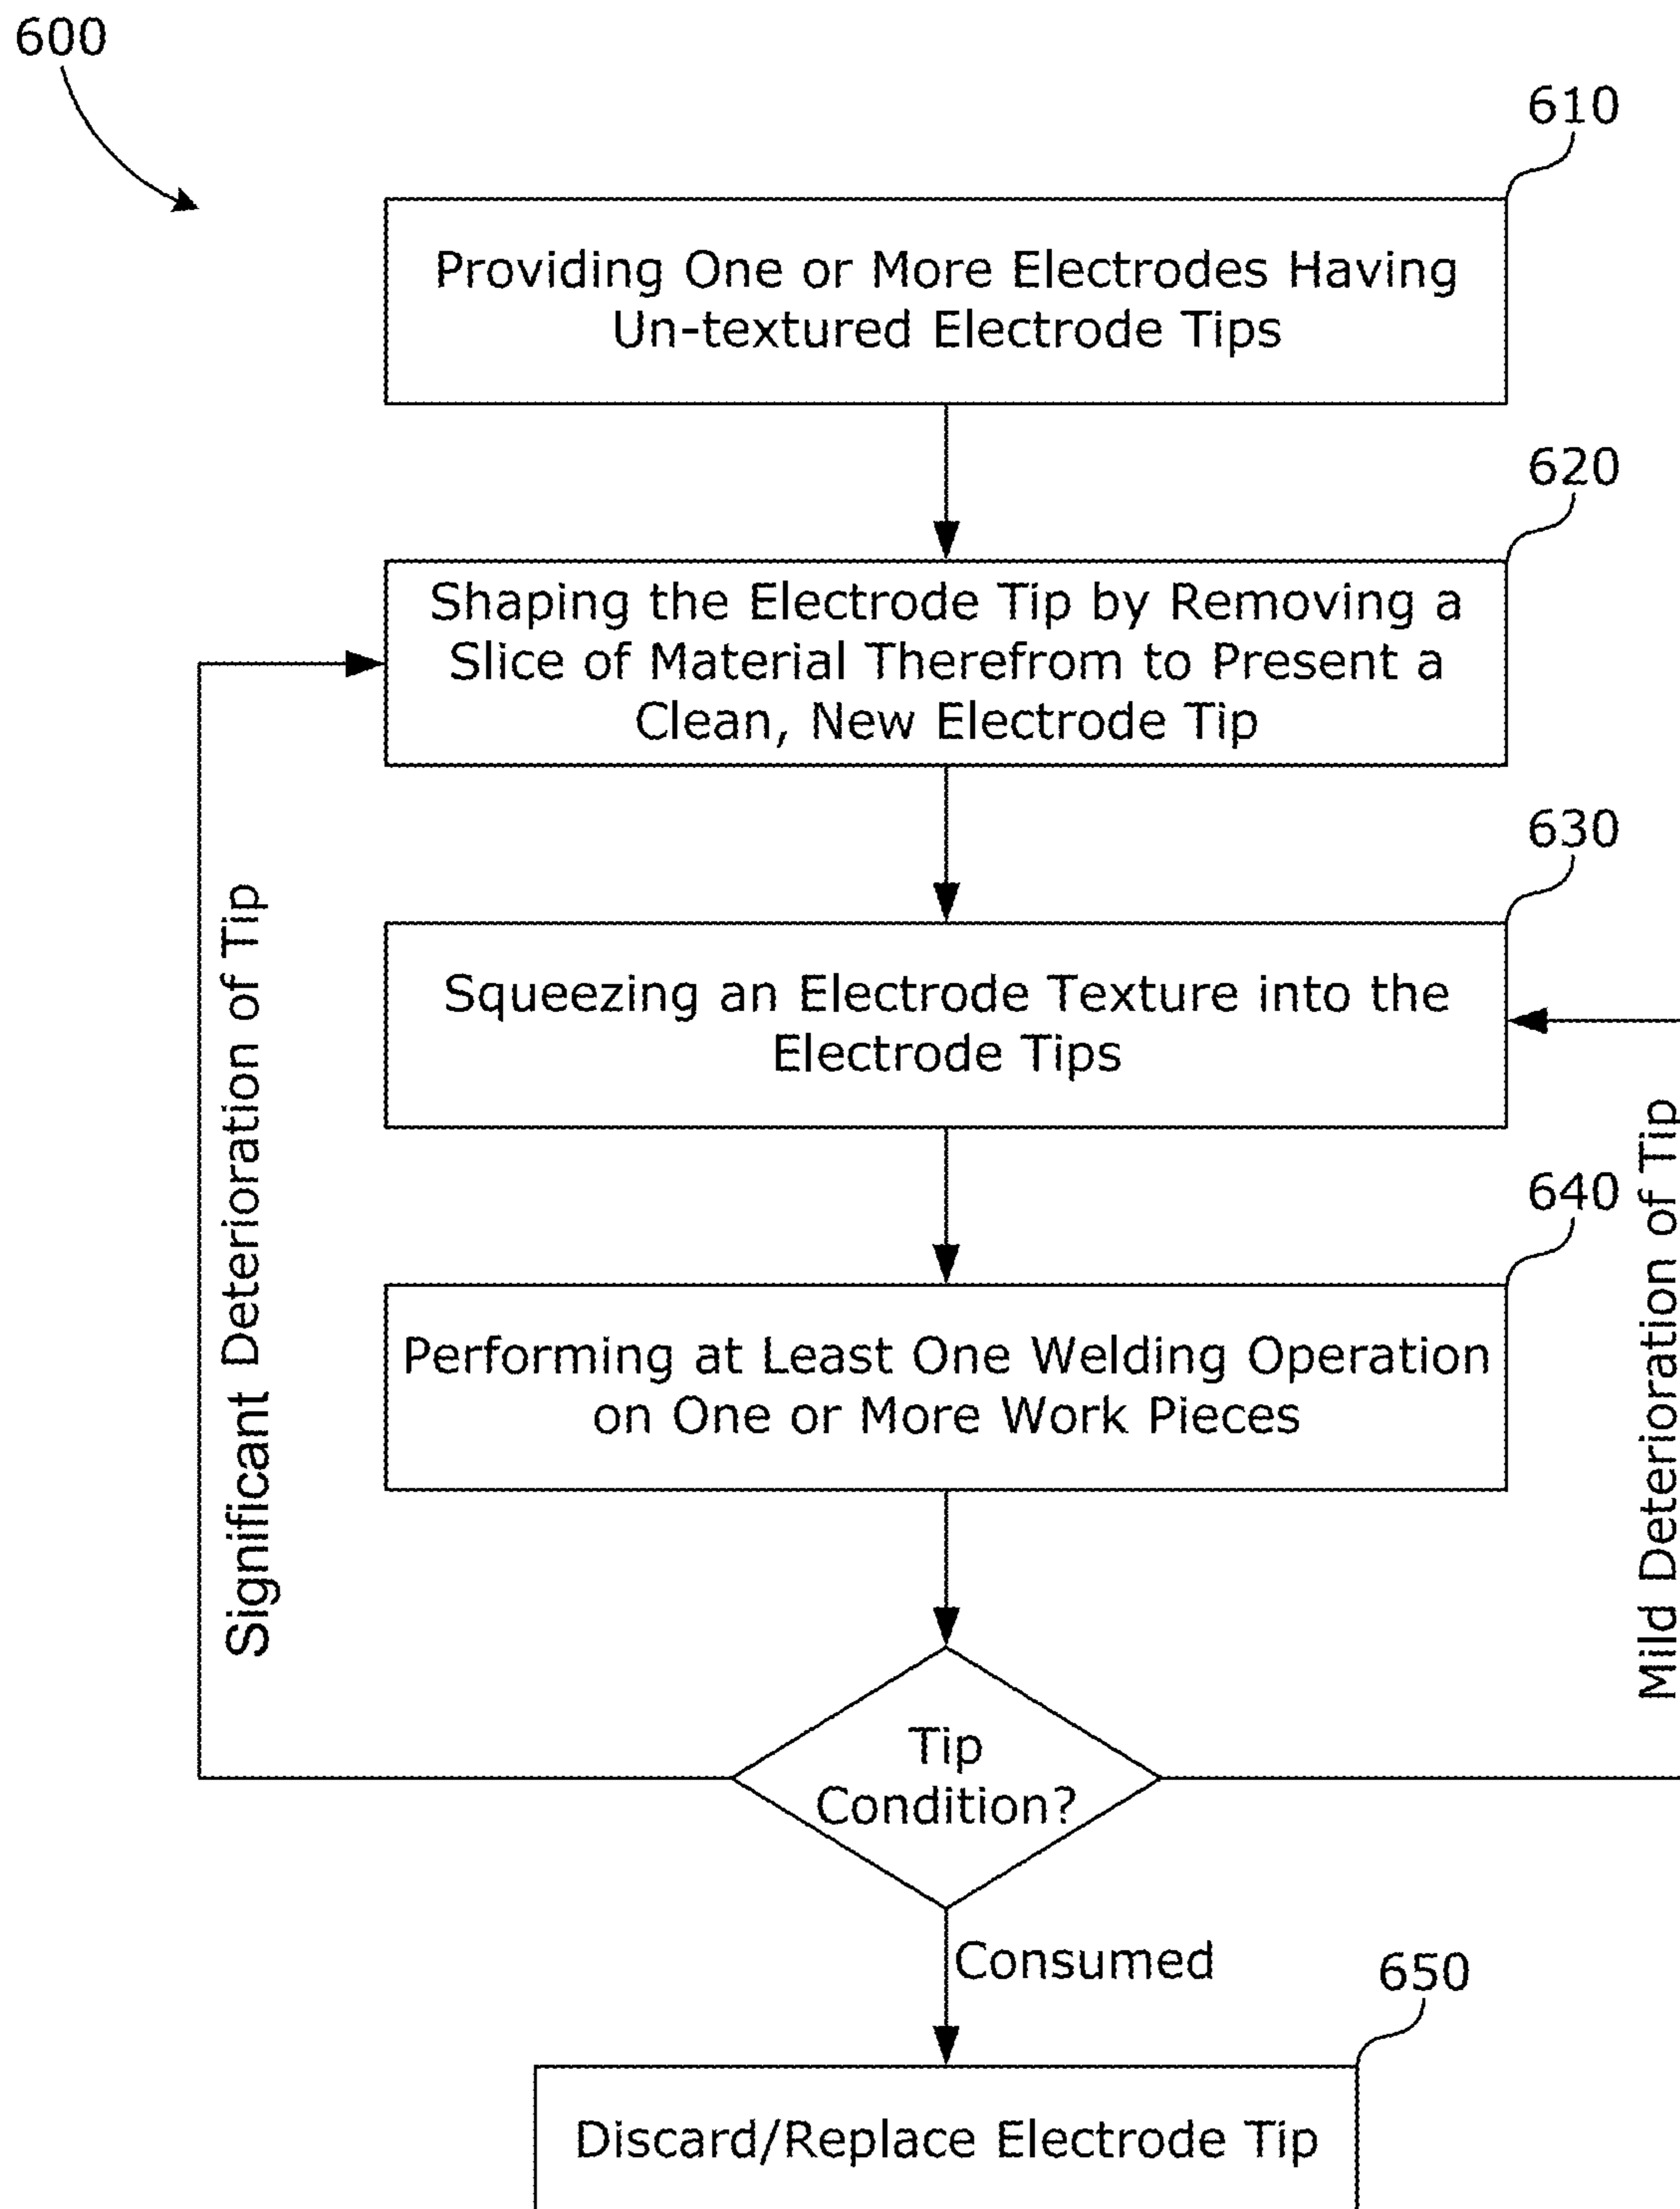 600
610
Providing One or More Electrodes Having
Un-textured Electrode Tips
620
Shaping the Electrode Tip by Removing a
Slice of Material Therefrom to Present a
Clean, New Electrode Tip
630
Squeezing an Electrode Texture into the
Electrode Tips
640
Performing at Least One Welding Operation
on One or More Work Pieces
Significant Deterioration of Tip
Mild Deterioration of Tip
Tip
Condition?
Consumed
650
Discard/Replace Electrode Tip